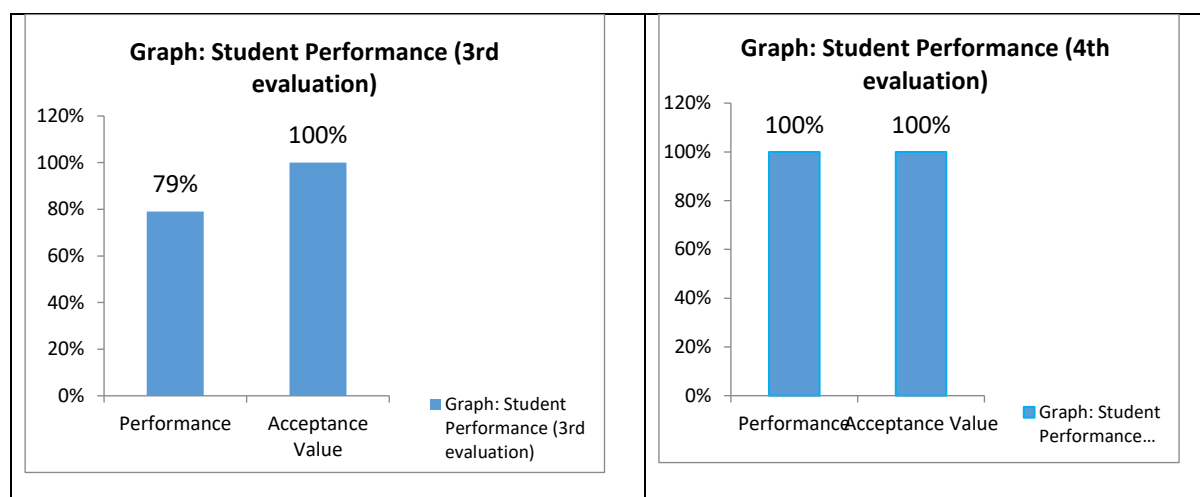 Graph: Student Performance (3rd
evaluation)
120%
100%
80%
60%
40%
20%
0%
79%
100%
Performance
Acceptance
Value
Graph: Student
Performance (3rd
evaluation)
Graph: Student Performance (4th
evaluation)
120%
100%
80%
60%
40%
20%
0%
100%
100%
Performance
Acceptance Value
Graph: Student
Performance...